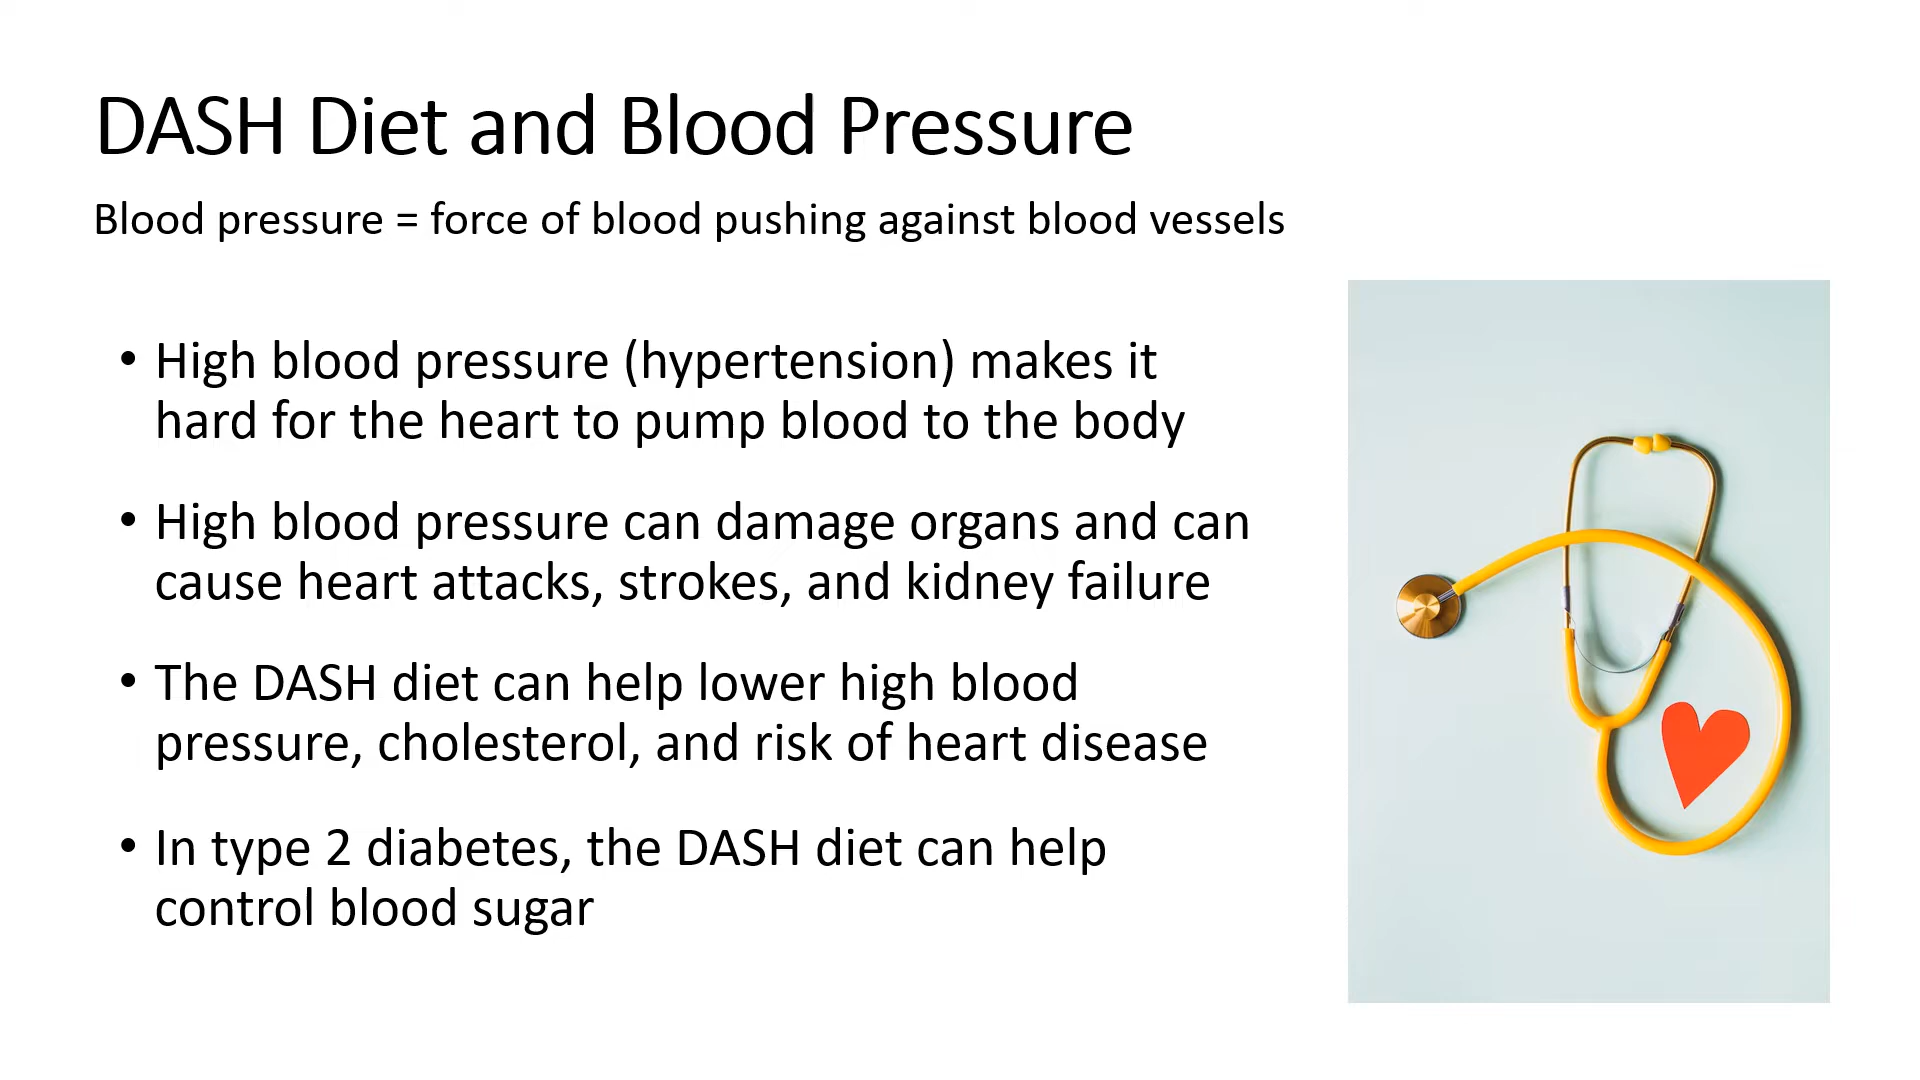 DASH Diet and Blood Pressure
Blood pressure = force of blood pushing against blood vessels
• High blood pressure (hypertension) makes it
hard for the heart to pump blood to the body
• High blood pressure can damage organs and can
cause heart attacks, strokes, and kidney failure
• The DASH diet can help lower high blood
pressure, cholesterol, and risk of heart disease
• In type 2 diabetes, the DASH diet can help
control blood sugar